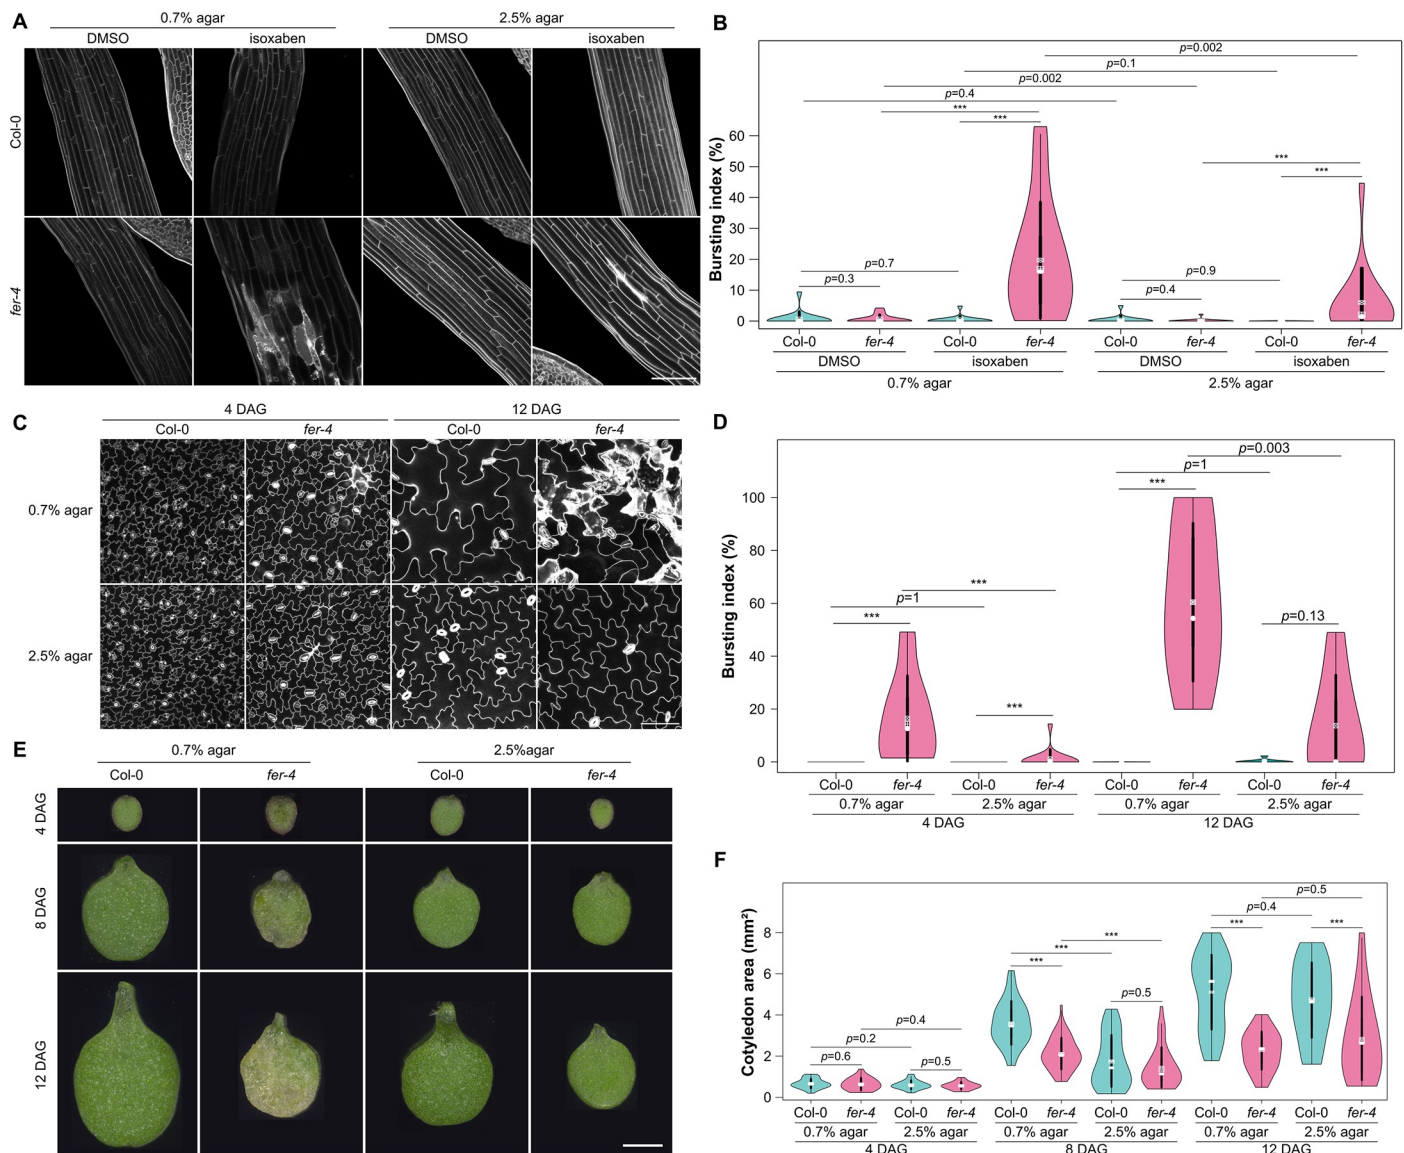 A
0.7% agar
2.5% agar
DMSO
isoxaben
DMSO
isoxaben
Col-0
fer-4
B
Bursting index (%)
60
50
40
30
20
10
0
p=0.002
p=0.1
p=0.002
p=0.4
***
***
***
***
p=0.7
p=0.3
p=0.9
p=0.4
Col-0 fer-4 Col-0 fer-4 Col-0 fer-4 Col-0 fer-4
DMSO isoxaben DMSO isoxaben
0.7% agar 2.5% agar
C
4 DAG
12 DAG
Col-0
fer-4
Col-0
fer-4
0.7% agar
2.5% agar
D
Bursting index (%)
100
80
60
40
20
0
p=0.003
p=1
***
***
p=1
***
p=0.13
***
Col-0 fer-4 Col-0 fer-4 Col-0 fer-4 Col-0 fer-4
0.7% agar 2.5% agar 0.7% agar 2.5% agar
4 DAG 12 DAG
E
0.7% agar
2.5%agar
Col-0
fer-4
Col-0
fer-4
4 DAG
8 DAG
12 DAG
F
Cotyledon area (mm²)
8
6
4
2
0
p=0.5
p=0.4
*** ***
***
***
***
p=0.5
p=0.4
p=0.2
p=0.6
p=0.5
Col-0 fer-4 Col-0 fer-4 Col-0 fer-4 Col-0 fer-4 Col-0 fer-4 Col-0 fer-4
0.7% agar 2.5% agar 0.7% agar 2.5% agar 0.7% agar 2.5% agar
4 DAG 8 DAG 12 DAG